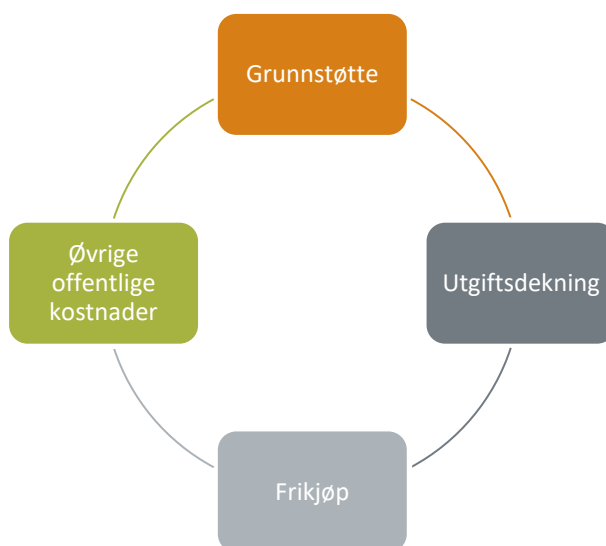 Grunnstøtte
Øvrige
offentlige
kostnader
Utgiftsdekning
Frikjøp